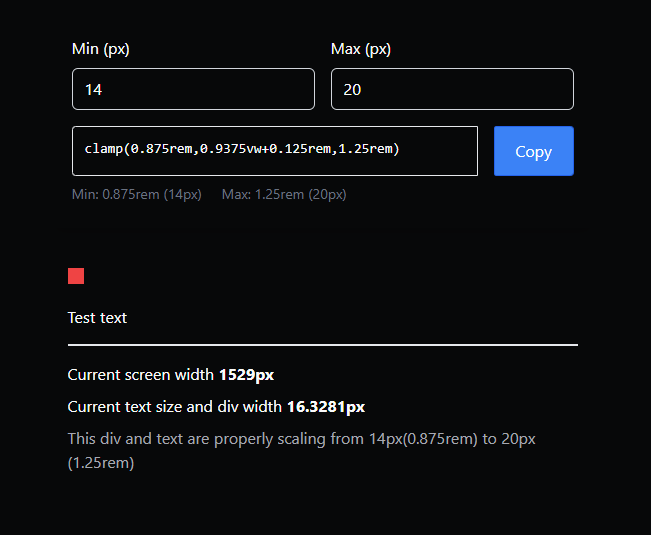 Min (px) Max (px)
14 20
clamp(0.875rem,0.9375vw+0.125rem,1.25rem) Copy
Min: 0.875rem (14px) Max: 1.25rem (20px)
Test text
Current screen width 1529px
Current text size and div width 16.3281px
This div and text are properly scaling from 14px(0.875rem) to 20px
(1.25rem)